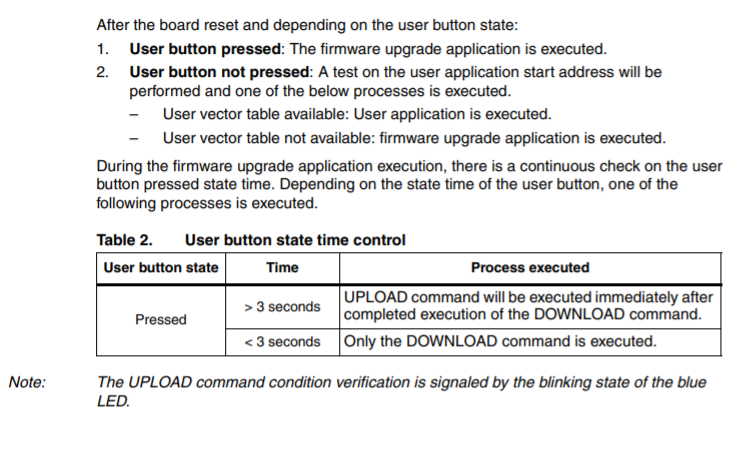 After the board reset and depending on the user button state:
1. User button pressed: The firmware upgrade application is executed.
2. User button not pressed: A test on the user application start address will be
performed and one of the below processes is executed.
– User vector table available: User application is executed.
– User vector table not available: firmware upgrade application is executed.
During the firmware upgrade application execution, there is a continuous check on the user
button pressed state time. Depending on the state time of the user button, one of the
following processes is executed.
Table 2. User button state time control
User button state Time Process executed
Pressed
> 3 seconds
UPLOAD command will be executed immediately after
completed execution of the DOWNLOAD command.
< 3 seconds Only the DOWNLOAD command is executed.
Note: The UPLOAD command condition verification is signaled by the blinking state of the blue
LED.